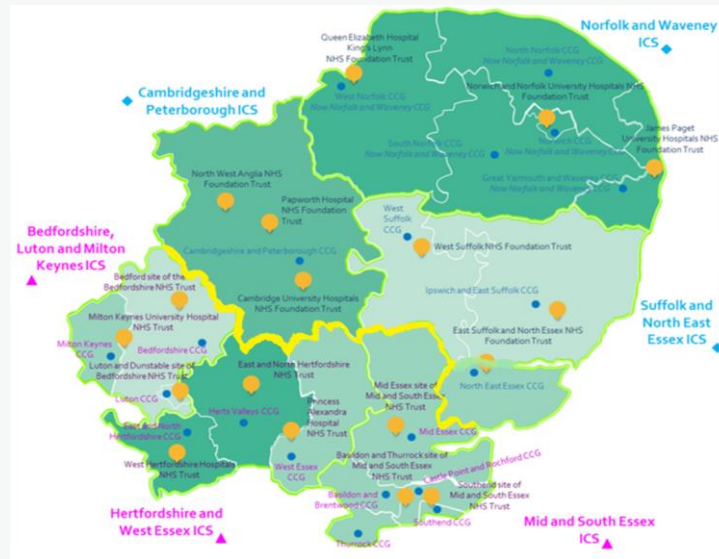 Norfolk and Waveney
ICS
Queen Elizabeth Hospital
King's Lynn
NHS Foundation Trust
North Norfolk CCG
Now Norfolk and Waveney CCG
Cambridgeshire and
Peterborough ICS
West Norfolk CCG
Now Norfolk and Waveney CCG
Norwich and Norfolk University Hospitals NHS
Foundation Trust
James Paget
University Hospitals NHS
Foundation Trust
South Norfolk CCG
Now Norfolk and Waveney CCG
Norwich CCG
Now Norfolk and Waveney CCG
North West Anglia NHS
Foundation Trust
Great Yarmouth and Waveney CCG
Now Norfolk and Waveney CCG
Papworth Hospital
NHS Foundation
Trust
West
Suffolk
CCG
West Suffolk NHS Foundation Trust
Bedfordshire,
Luton and Milton
Keynes ICS
Cambridgeshire and Peterborough CCG
Bedford site of the
Bedfordshire NHS Trust
Cambridge University Hospitals
NHS Foundation Trust
Ipswich and East Suffolk CCG
Suffolk and
North East
Essex ICS
Milton Keynes University Hospital
NHS Trust
East Suffolk and North Essex NHS
Foundation Trust
Milton Keynes
CCG
Bedfordshire CCG
Luton and Dunstable site of
Bedfordshire NHS Trust
East and North Hertfordshire
NHS Trust
North East Essex CCG
Mid Essex site of
Mid and South Essex
NHS Trust
Luton CCG
Princess
Alexandra
Hospital
NHS Trust
Herts Valleys CCG
East and North
Hertfordshire CCG
Mid Essex CCG
West Hertfordshire Hospitals
NHS Trust
West Essex
CCG
Basildon and Thurrock site of
Mid and South Essex
NHS Trust
Castle Point and Rochford CCG
Southend site
of Mid and South Essex
NHS Trust
Basildon and
Brentwood CCG
Southend CCG
Thurrock CCG
Hertfordshire and
West Essex ICS
Mid and South Essex
ICS